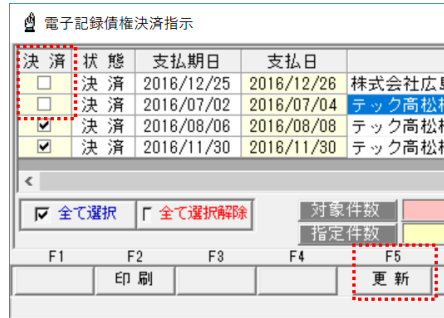 電子記録債権決済指示
決 済 状 態 支払期日 支払日
決 済 2016/12/25 2016/12/26 株式会社広
決 済 2016/07/02 2016/07/04 テック高松
決 済 2016/08/06 2016/08/08 テック高松
決 済 2016/11/30 2016/11/30 テック高松
全て選択 全て選択解除 対象件数
指定件数
F1 F2 F3 F4 F5
印 刷 更 新